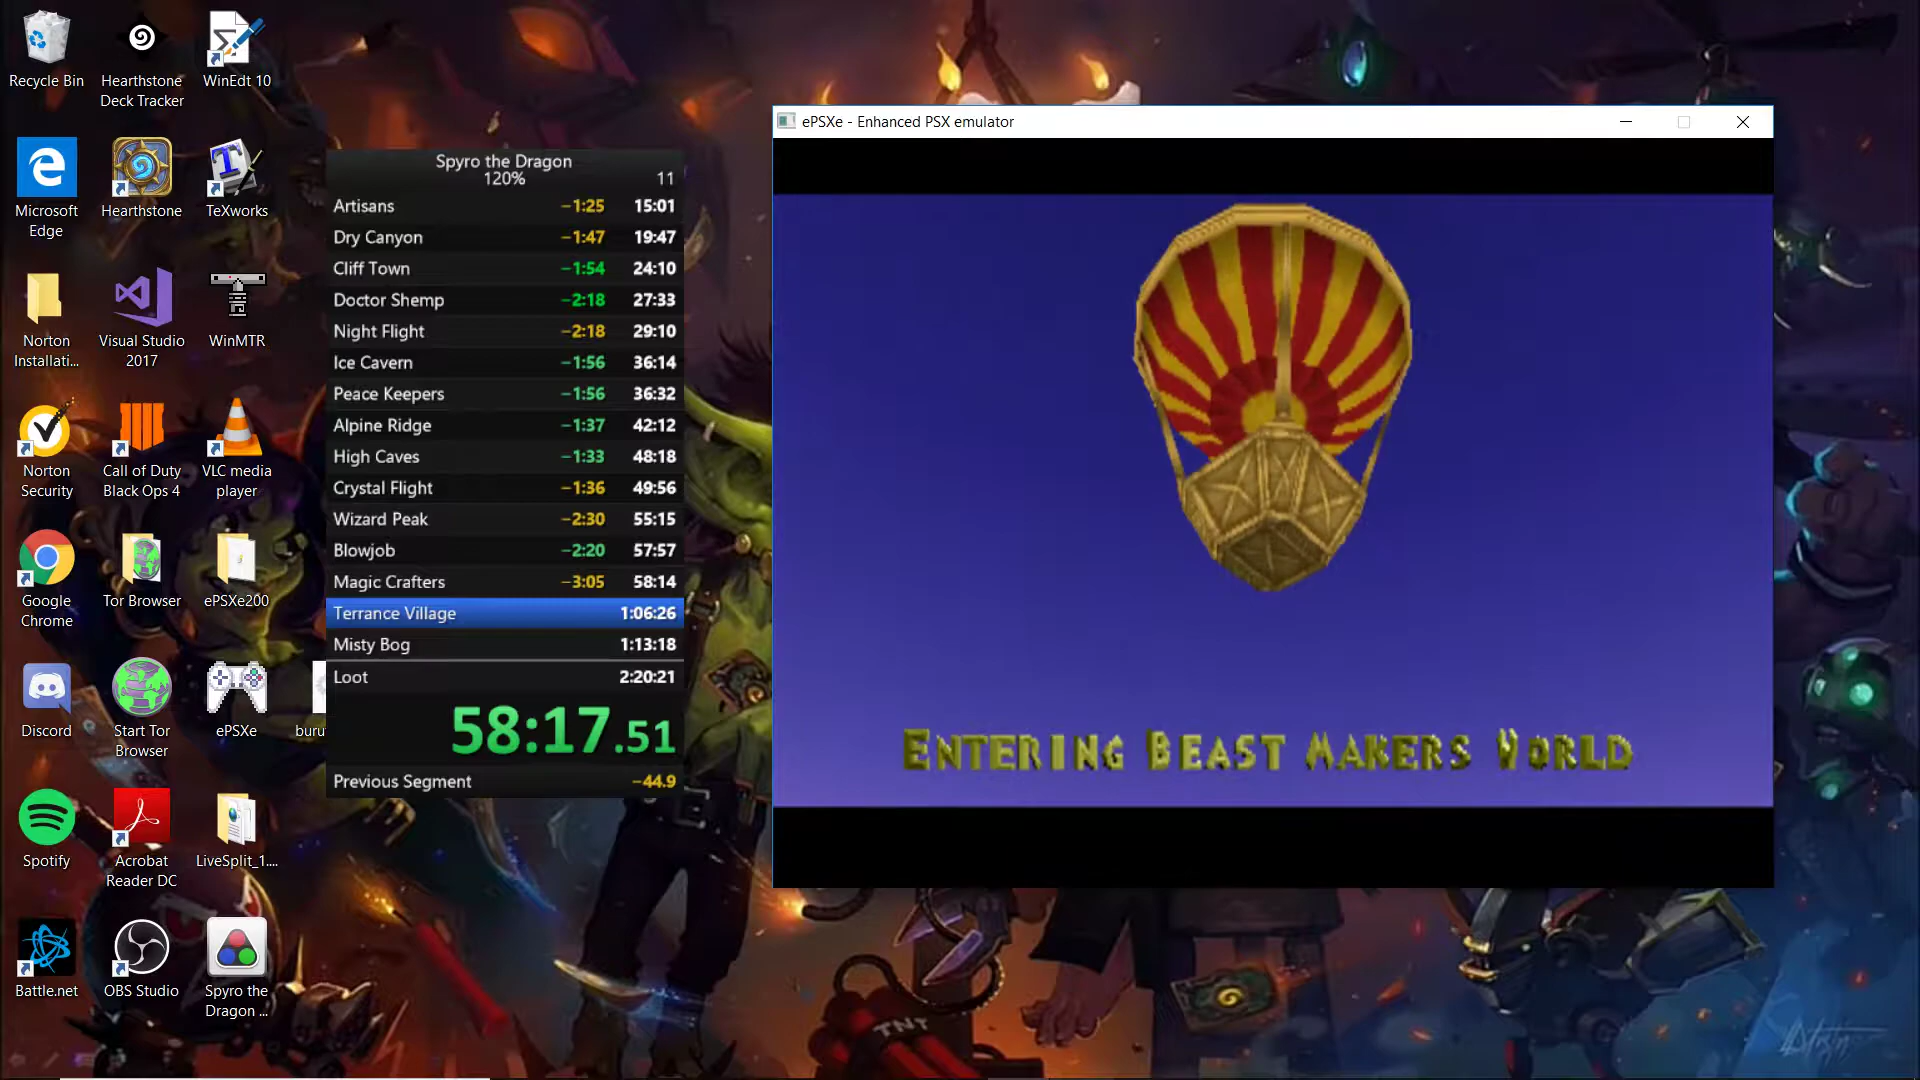 Recycle Bin
Hearthstone
Deck Tracker
WinEdt 10
Microsoft
Edge
Hearthstone
TeXworks
Norton
Installati...
Visual Studio
2017
WinMTR
Norton
Security
Call of Duty
Black Ops 4
VLC media
player
Google
Chrome
Tor Browser
ePSXe200
Discord
Start Tor
Browser
ePSXe
buru
Spotify
Acrobat
Reader DC
LiveSplit_1....
Battle.net
OBS Studio
Spyro the
Dragon ...
Spyro the Dragon
120% 11
Artisans −1:25 15:01
Dry Canyon −1:47 19:47
Cliff Town −1:54 24:10
Doctor Shemp −2:18 27:33
Night Flight −2:18 29:10
Ice Cavern −1:56 36:14
Peace Keepers −1:56 36:32
Alpine Ridge −1:37 42:12
High Caves −1:33 48:18
Crystal Flight −1:36 49:56
Wizard Peak −2:30 55:15
Blowjob −2:20 57:57
Magic Crafters −3:05 58:14
Terrance Village 1:06:26
Misty Bog 1:13:18
Loot 2:20:21
58:17.51
Previous Segment −44.9
ePSXe - Enhanced PSX emulator
ENTERING BEAST MAKERS WORLD
TNT